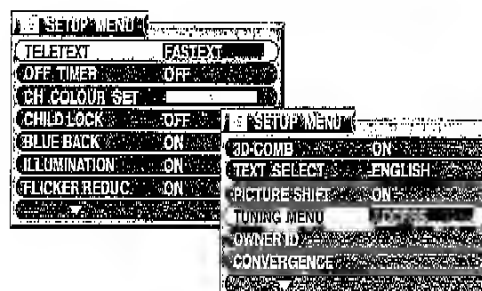 SETUP MENU
TELETEXT FASTEXT
OFF TIMER OFF
CH COLOUR SET
CHILD LOCK OFF
BLUE BACK ON
ILLUMINATION ON
FLICKER REDUC. ON
SETUP MENU
3D-COMB ON
TEXT SELECT ENGLISH
PICTURE SHIFT ON
TUNING MENU ACCESS
OWNER ID
CONVERGENCE